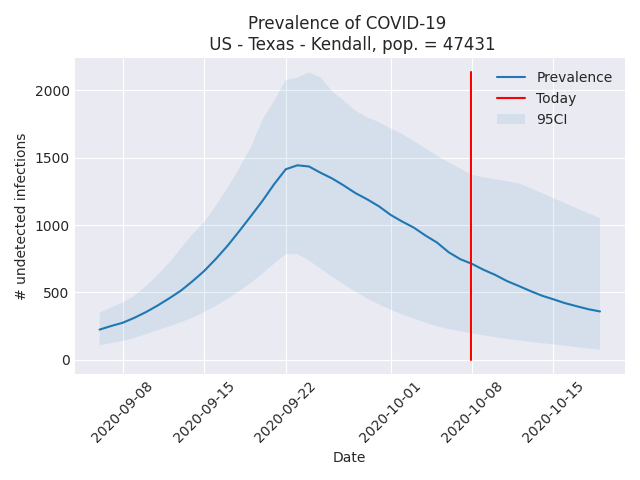 Prevalence of COVID-19
US - Texas - Kendall, pop. = 47431
Prevalence
Today
95CI
# undetected infections
2000
1500
1000
500
0
2020-09-08
2020-09-15
2020-09-22
2020-10-01
2020-10-08
2020-10-15
Date